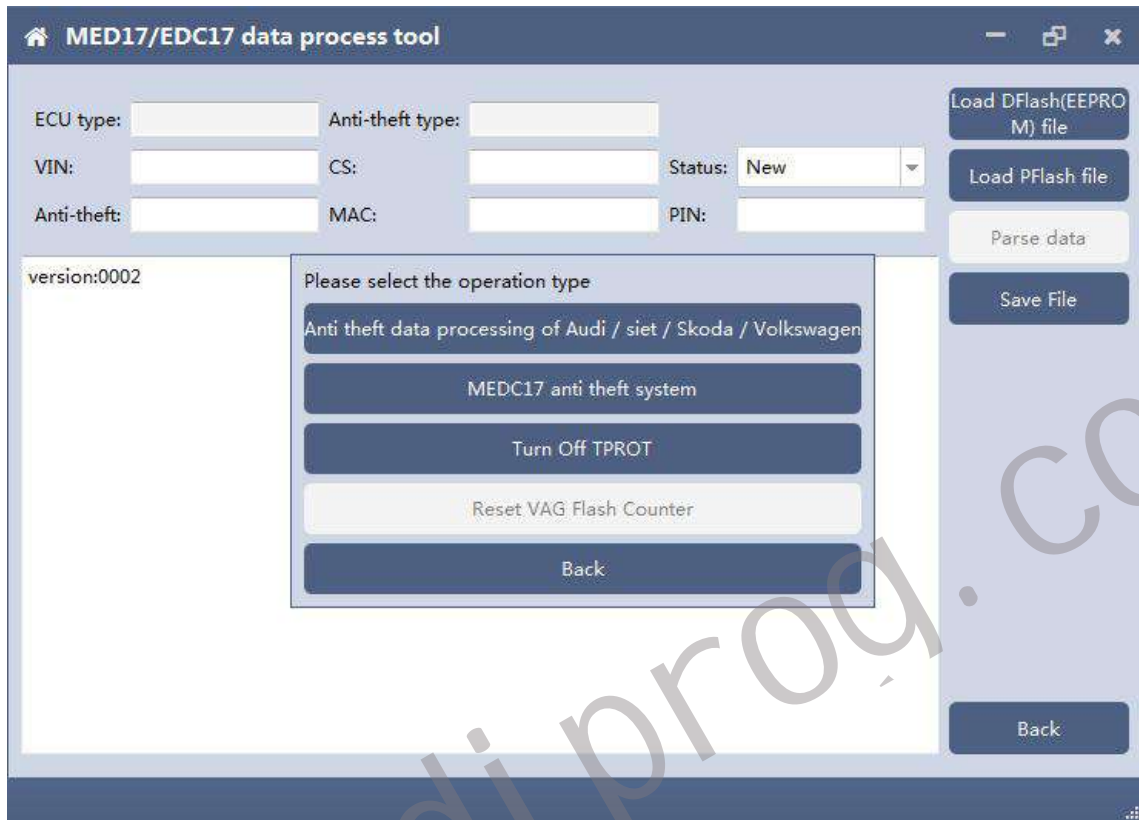 MED17/EDC17 data process tool
ECU type: Anti-theft type:
Load DFlash(EEPRO
M) file
VIN: CS: Status: New
Load PFlash file
Anti-theft: MAC: PIN:
Parse data
version:0002
Please select the operation type
Save File
Anti theft data processing of Audi / siet / Skoda / Volkswagen
MEDC17 anti theft system
Turn Off TPROT
Reset VAG Flash Counter
Back
Back